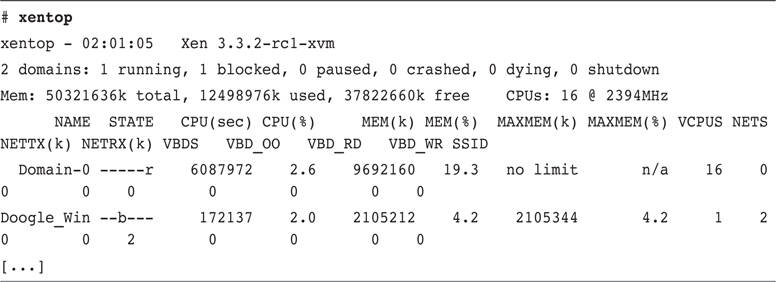 # xentop
xentop - 02:01:05   Xen 3.3.2-rc1-xvm
2 domains: 1 running, 1 blocked, 0 paused, 0 crashed, 0 dying, 0 shutdown
Mem: 50321636k total, 12498976k used, 37822660k free    CPUs: 16 @ 2394MHz
      NAME  STATE   CPU(sec) CPU(%)     MEM(k) MEM(%)  MAXMEM(k)  MAXMEM(%) VCPUS NETS
NETTX(k) NETRX(k) VBDS   VBD_OO   VBD_RD   VBD_WR SSID
  Domain-0 -----r    6087972    2.6    9692160   19.3   no limit        n/a    16    0
0        0    0        0        0        0    0
Doogle_Win --b---     172137    2.0    2105212    4.2    2105344        4.2     1    2
0        0    2        0        0        0    0
[...]